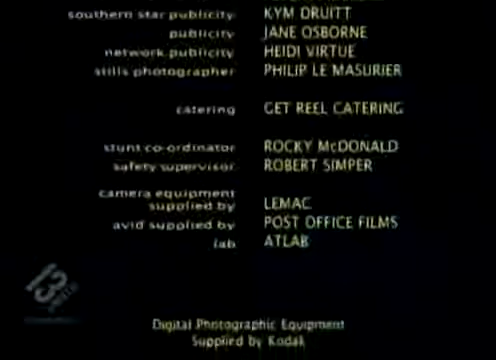 southern star publicity KYM DRUITT
publicity JANE OSBORNE
network publicity HEIDI VIRTUE
stills photographer PHILIP LE MASURIER
catering GET REEL CATERING
stunt co-ordinator ROCKY McDONALD
safety supervisor ROBERT SIMPER
camera equipment
supplied by LEMAC
avid supplied by POST OFFICE FILMS
lab ATLAB
13
Digital Photographic Equipment
Supplied by Kodak